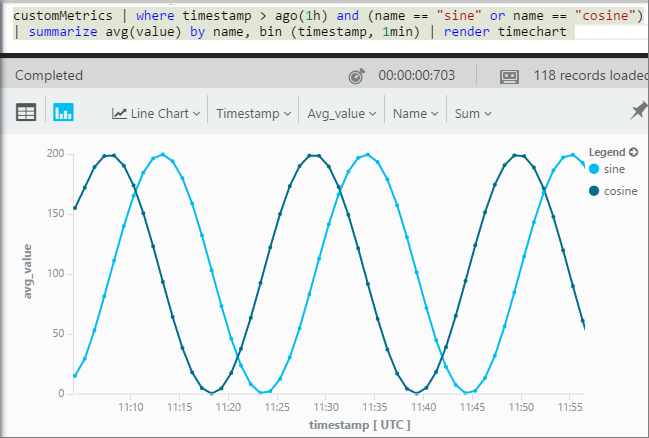 customMetrics | where timestamp > ago(1h) and (name == "sine" or name == "cosine")
| summarize avg(value) by name, bin (timestamp, 1min) | render timechart
Completed 00:00:00:703 118 records loaded
Line Chart Timestamp Avg_value Name Sum
Legend
sine
cosine
200
150
100
50
0
avg_value
11:10 11:15 11:20 11:25 11:30 11:35 11:40 11:45 11:50 11:55
timestamp [ UTC ]